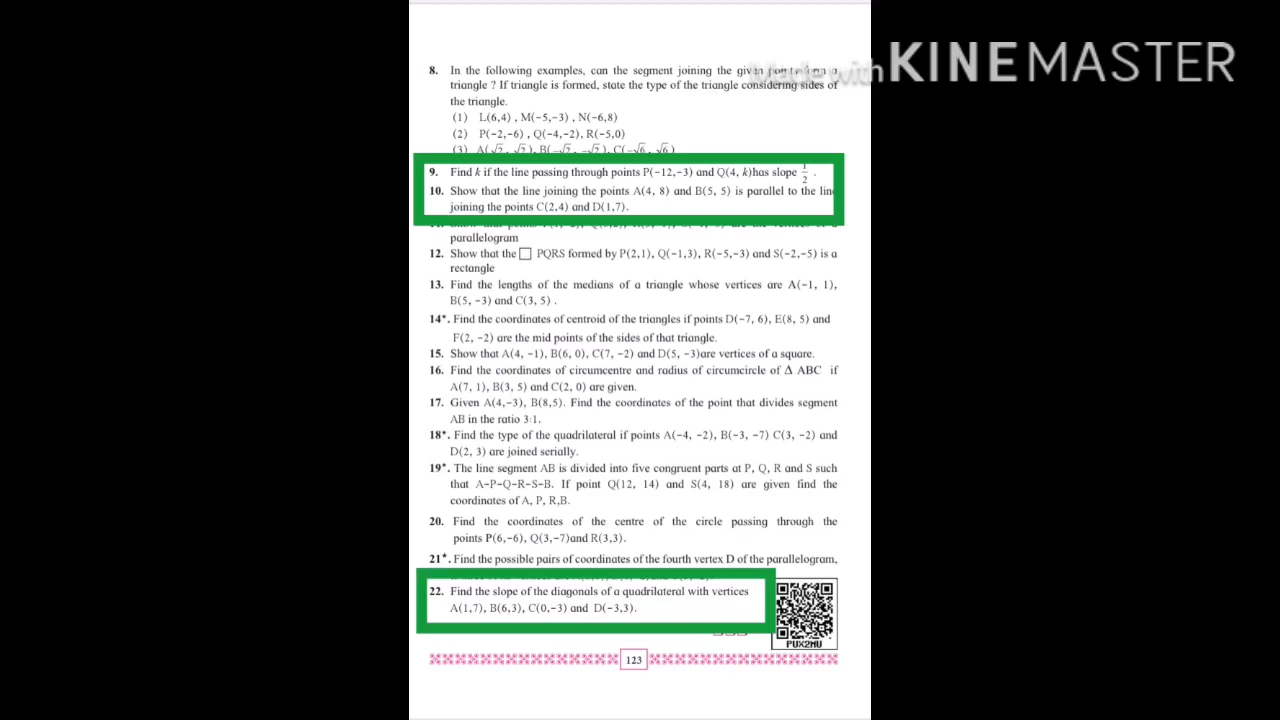 Made with KINEMASTER
8. In the following examples, can the segment joining the given points form a
triangle ? If triangle is formed, state the type of the triangle considering sides of
the triangle.
(1) L(6,4) , M(−5,−3) , N(−6,8)
(2) P(−2,−6) , Q(−4,−2), R(−5,0)
(3) A(√2 , √2), B(−√2 , −√2), C(−√6 , √6)
9. Find k if the line passing through points P(−12,−3) and Q(4, k)has slope 1/2 .
10. Show that the line joining the points A(4, 8) and B(5, 5) is parallel to the line
joining the points C(2,4) and D(1,7).
parallelogram
12. Show that the □ PQRS formed by P(2,1), Q(−1,3), R(−5,−3) and S(−2,−5) is a
rectangle
13. Find the lengths of the medians of a triangle whose vertices are A(−1, 1),
B(5, −3) and C(3, 5) .
14*. Find the coordinates of centroid of the triangles if points D(−7, 6), E(8, 5) and
F(2, −2) are the mid points of the sides of that triangle.
15. Show that A(4, −1), B(6, 0), C(7, −2) and D(5, −3)are vertices of a square.
16. Find the coordinates of circumcentre and radius of circumcircle of Δ ABC if
A(7, 1), B(3, 5) and C(2, 0) are given.
17. Given A(4,−3), B(8,5). Find the coordinates of the point that divides segment
AB in the ratio 3:1.
18*. Find the type of the quadrilateral if points A(−4, −2), B(−3, −7) C(3, −2) and
D(2, 3) are joined serially.
19*. The line segment AB is divided into five congruent parts at P, Q, R and S such
that A−P−Q−R−S−B. If point Q(12, 14) and S(4, 18) are given find the
coordinates of A, P, R,B.
20. Find the coordinates of the centre of the circle passing through the
points P(6,−6), Q(3,−7)and R(3,3).
21*. Find the possible pairs of coordinates of the fourth vertex D of the parallelogram,
22. Find the slope of the diagonals of a quadrilateral with vertices
A(1,7), B(6,3), C(0,−3) and D(−3,3).
PUX2MU
123